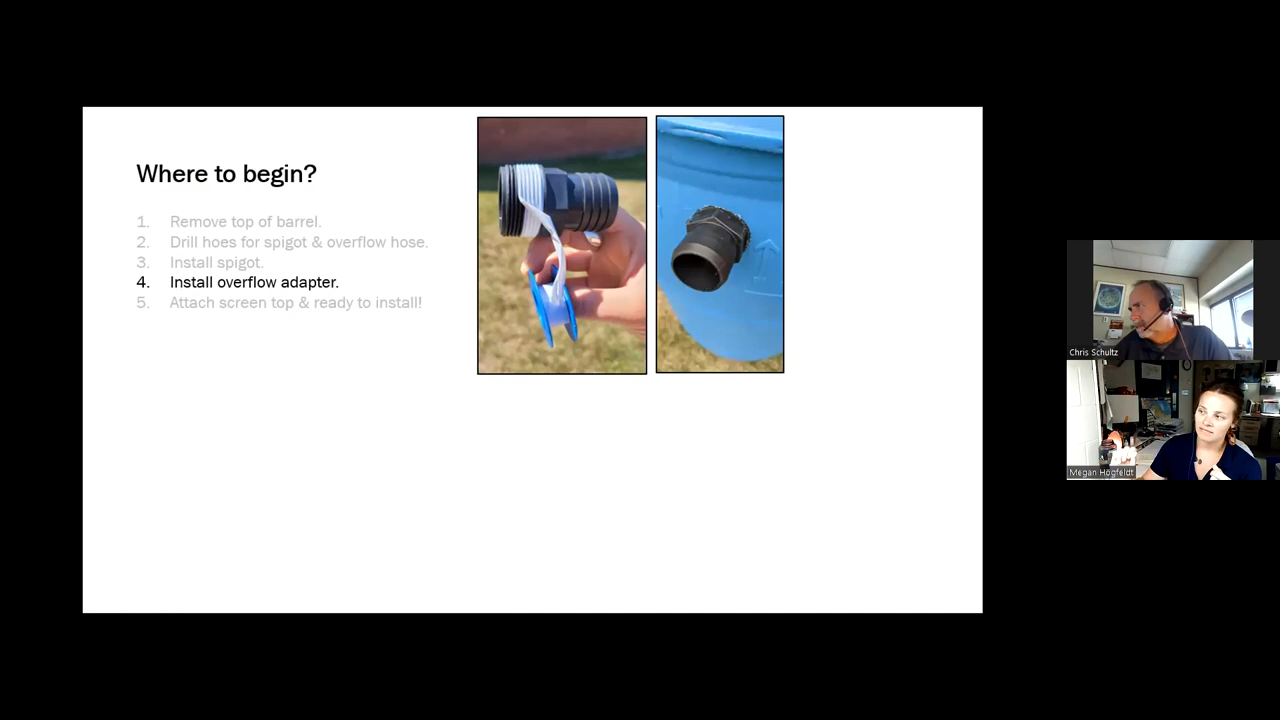 Where to begin?
1. Remove top of barrel.
2. Drill hoes for spigot & overflow hose.
3. Install spigot.
4. Install overflow adapter.
5. Attach screen top & ready to install!
Chris Schultz
Megan Hogfeldt